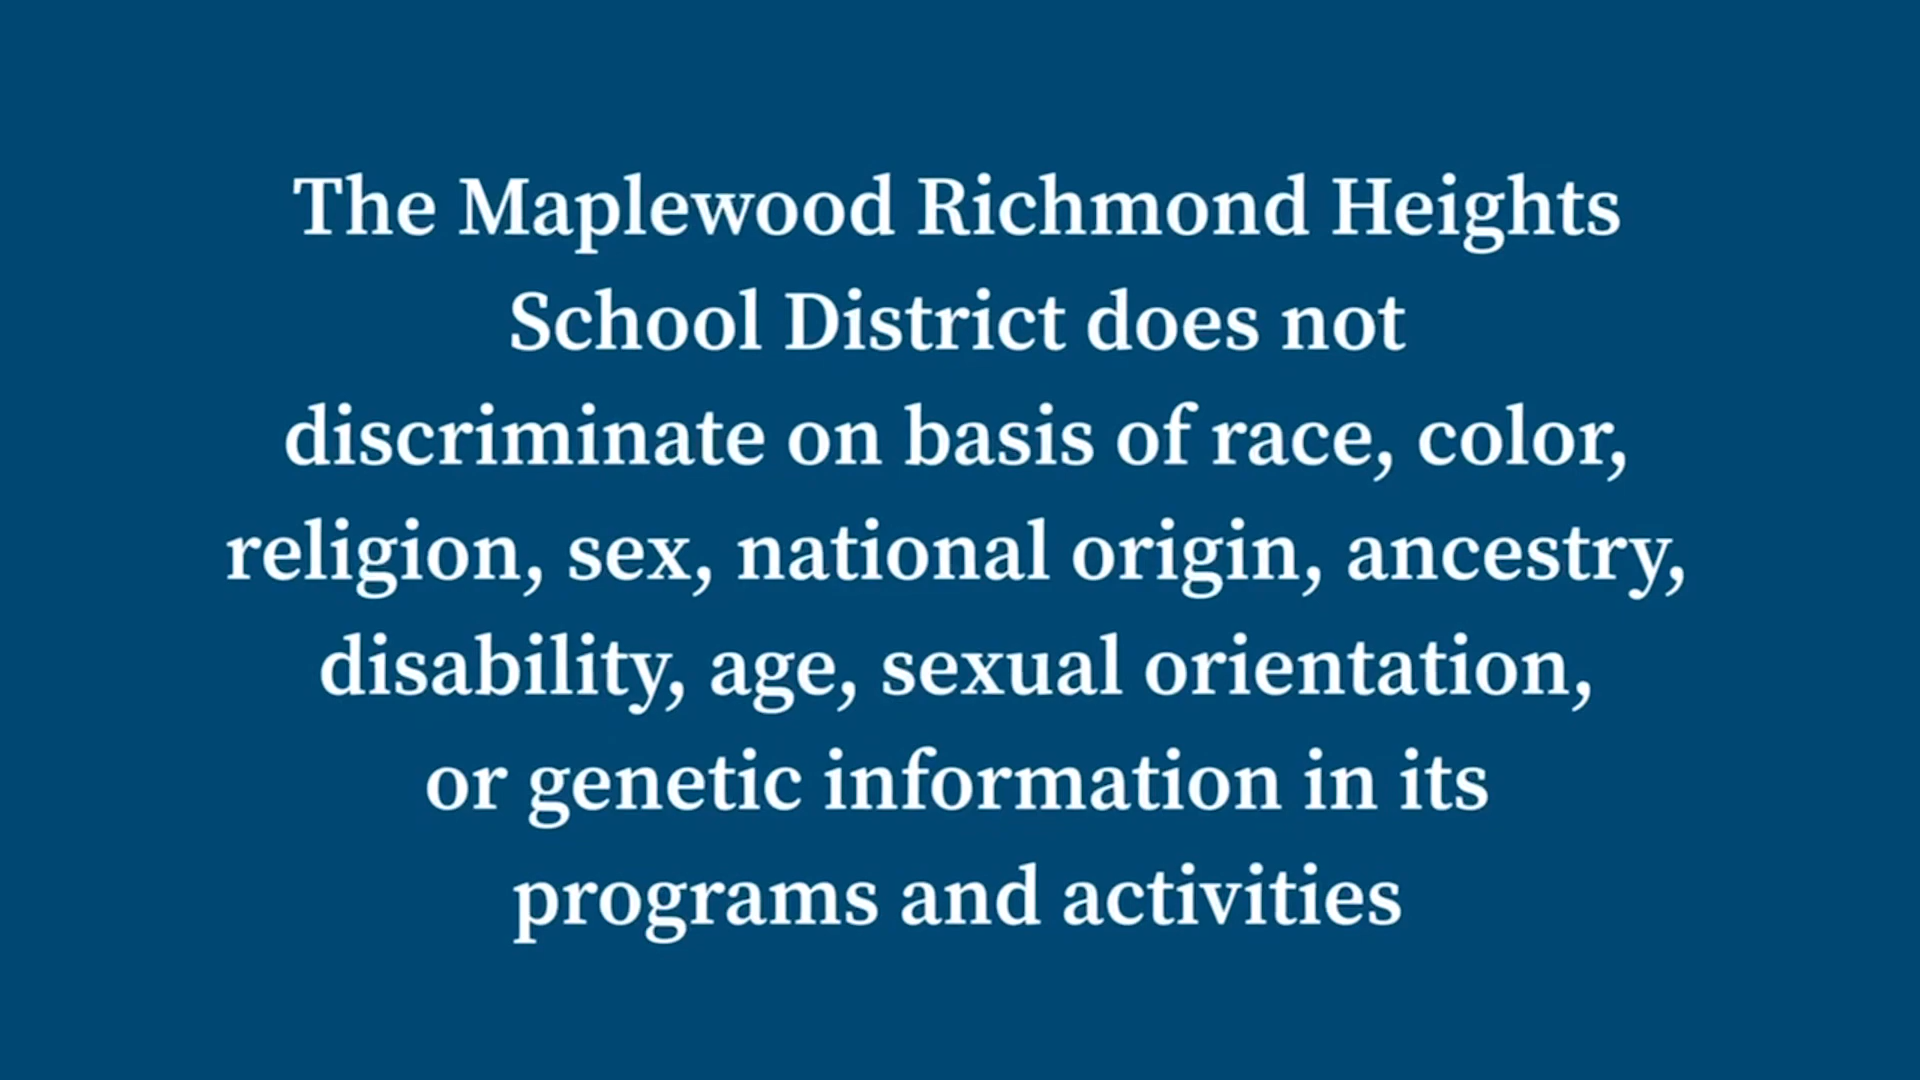 The Maplewood Richmond Heights
School District does not
discriminate on basis of race, color,
religion, sex, national origin, ancestry,
disability, age, sexual orientation,
or genetic information in its
programs and activities